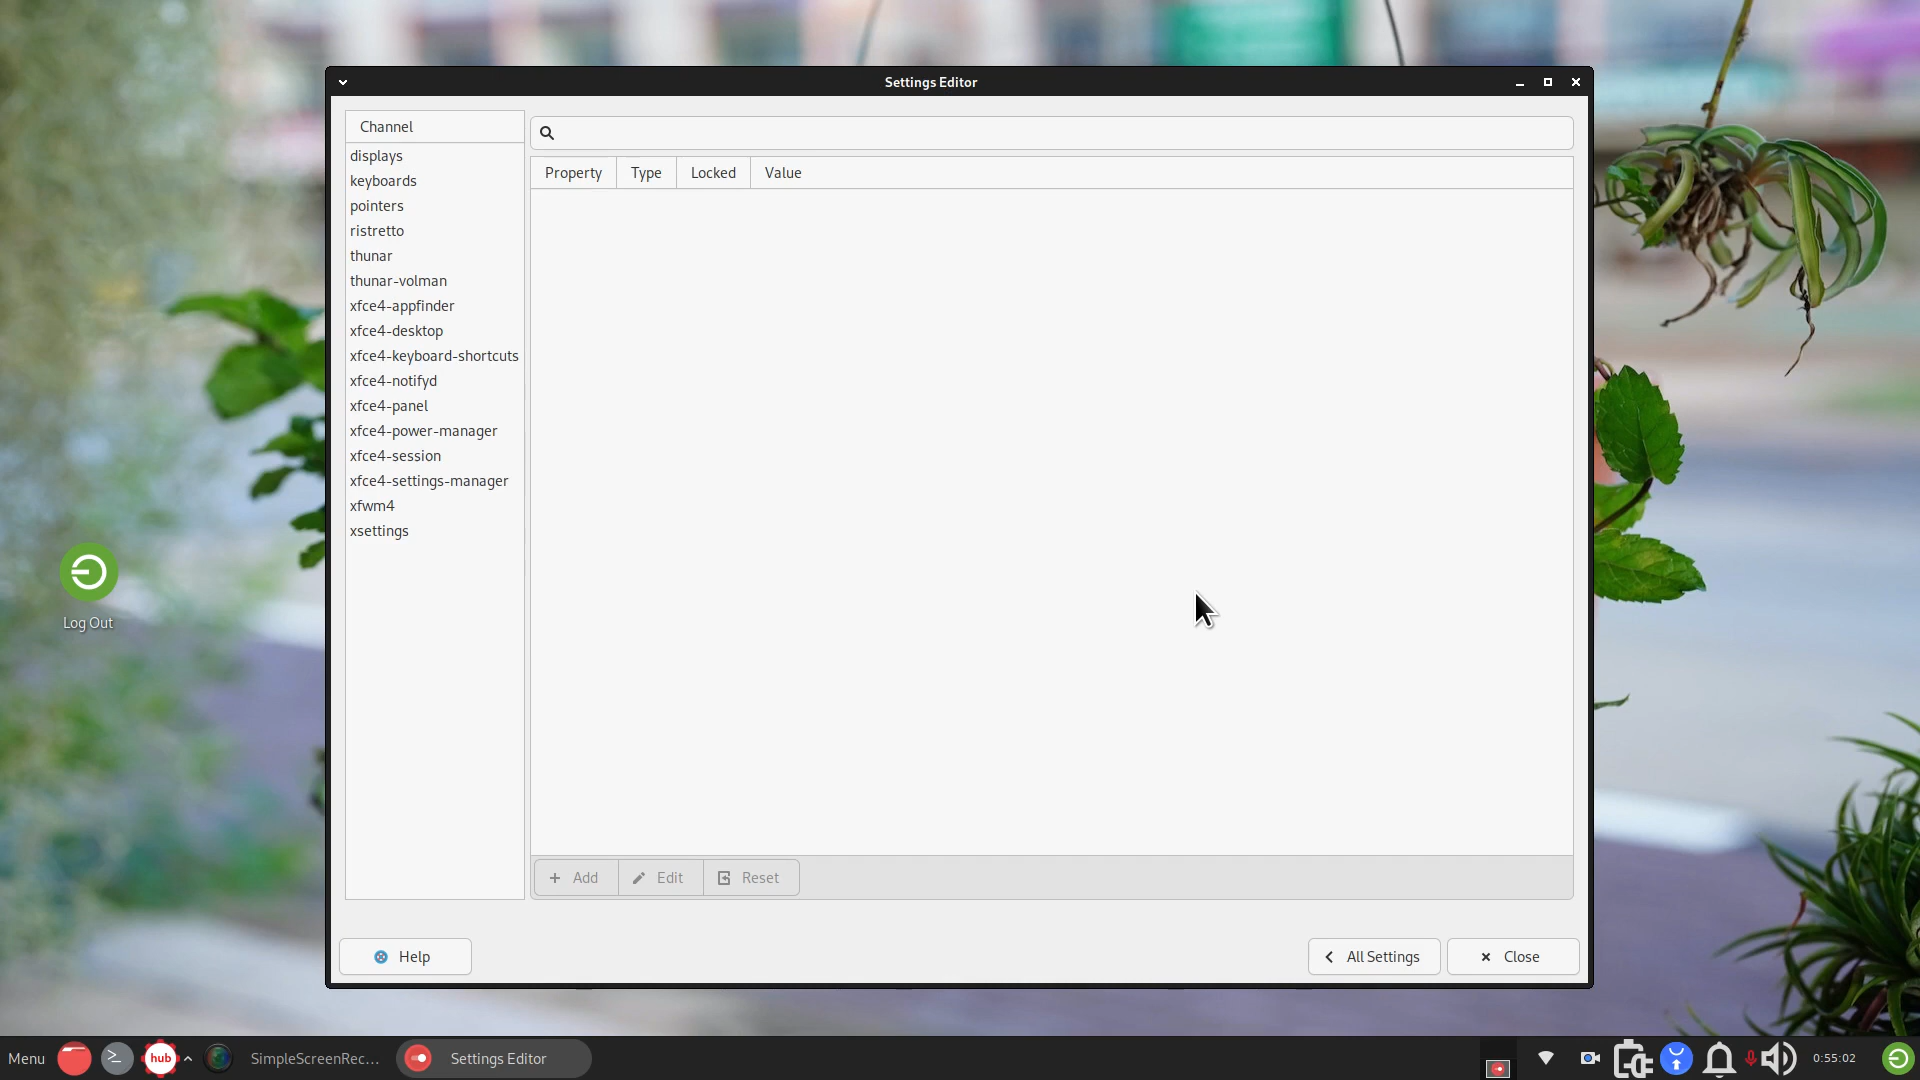 Settings Editor
Channel
displays
keyboards
pointers
ristretto
thunar
thunar-volman
xfce4-appfinder
xfce4-desktop
xfce4-keyboard-shortcuts
xfce4-notifyd
xfce4-panel
xfce4-power-manager
xfce4-session
xfce4-settings-manager
xfwm4
xsettings
Property Type Locked Value
Add Edit Reset
Help All Settings Close
Log Out
Menu hub SimpleScreenRec... Settings Editor 0:55:02